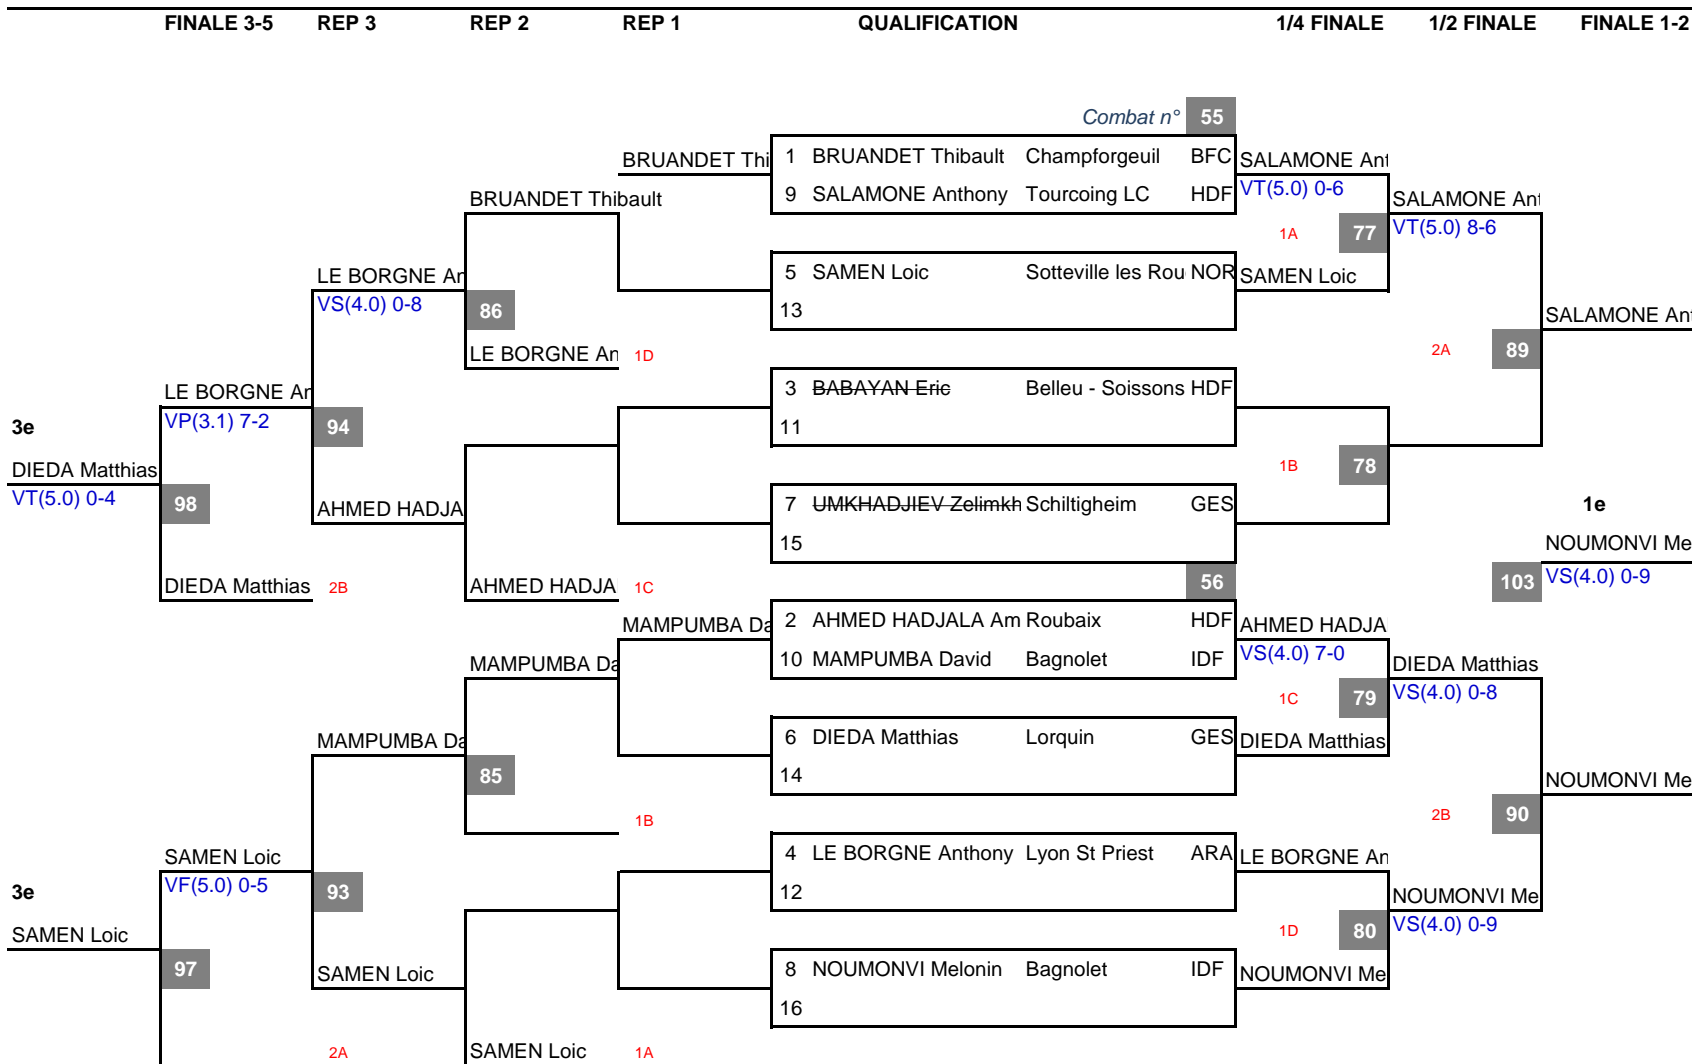 FINALE 3-5 REP 3 REP 2 REP 1 QUALIFICATION 1/4 FINALE 1/2 FINALE FINALE 1-2
Combat n° 55
BRUANDET Thi 1 BRUANDET Thibault Champforgeuil BFC SALAMONE Ant
BRUANDET Thibault 9 SALAMONE Anthony Tourcoing LC HDF VT(5.0) 0-6 SALAMONE Ant
1A 77 VT(5.0) 8-6
LE BORGNE An 5 SAMEN Loic Sotteville les Rou NOR SAMEN Loic
VS(4.0) 0-8 86 13 SALAMONE Ant
LE BORGNE An 1D 2A 89
LE BORGNE An 3 BABAYAN Eric Belleu - Soissons HDF
3e VP(3.1) 7-2 94 11
DIEDA Matthias 1B 78
VT(5.0) 0-4 98 AHMED HADJA 7 UMKHADJIEV Zelimkh Schiltigheim GES 1e
15 NOUMONVI Me
DIEDA Matthias 2B AHMED HADJA 1C 56 103 VS(4.0) 0-9
MAMPUMBA Da 2 AHMED HADJALA Am Roubaix HDF AHMED HADJA
MAMPUMBA Da 10 MAMPUMBA David Bagnolet IDF VS(4.0) 7-0 DIEDA Matthias
1C 79 VS(4.0) 0-8
MAMPUMBA Da 6 DIEDA Matthias Lorquin GES DIEDA Matthias
85 14 NOUMONVI Me
1B 2B 90
SAMEN Loic 4 LE BORGNE Anthony Lyon St Priest ARA LE BORGNE An
3e VF(5.0) 0-5 93 12 NOUMONVI Me
SAMEN Loic 1D 80 VS(4.0) 0-9
97 SAMEN Loic 8 NOUMONVI Melonin Bagnolet IDF NOUMONVI Me
16
2A SAMEN Loic 1A